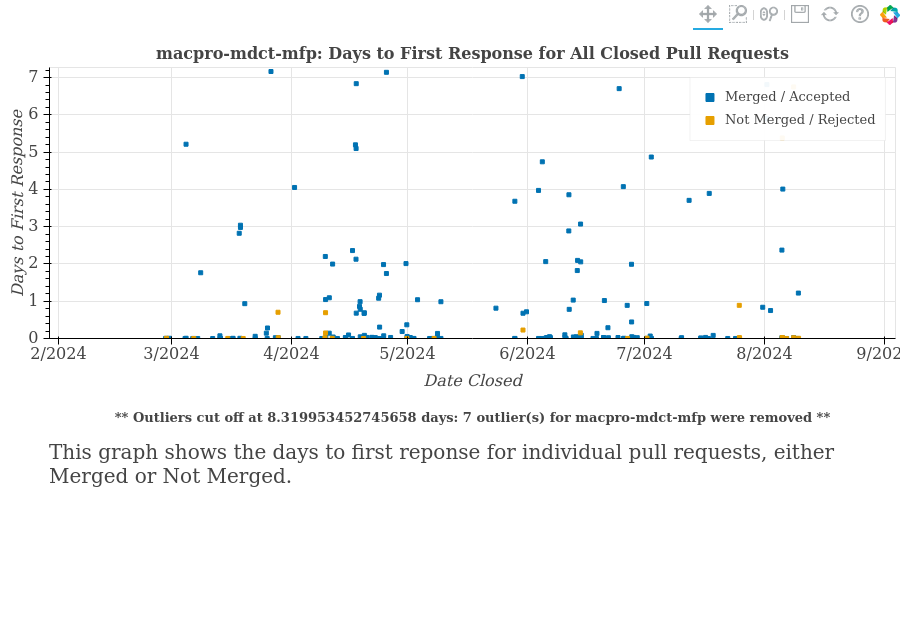 macpro-mdct-mfp: Days to First Response for All Closed Pull Requests
7
6
5
4
3
2
1
0
Days to First Response
Merged / Accepted
Not Merged / Rejected
2/2024 3/2024 4/2024 5/2024 6/2024 7/2024 8/2024 9/202
Date Closed
** Outliers cut off at 8.319953452745658 days: 7 outlier(s) for macpro-mdct-mfp were removed **
This graph shows the days to first reponse for individual pull requests, either
Merged or Not Merged.